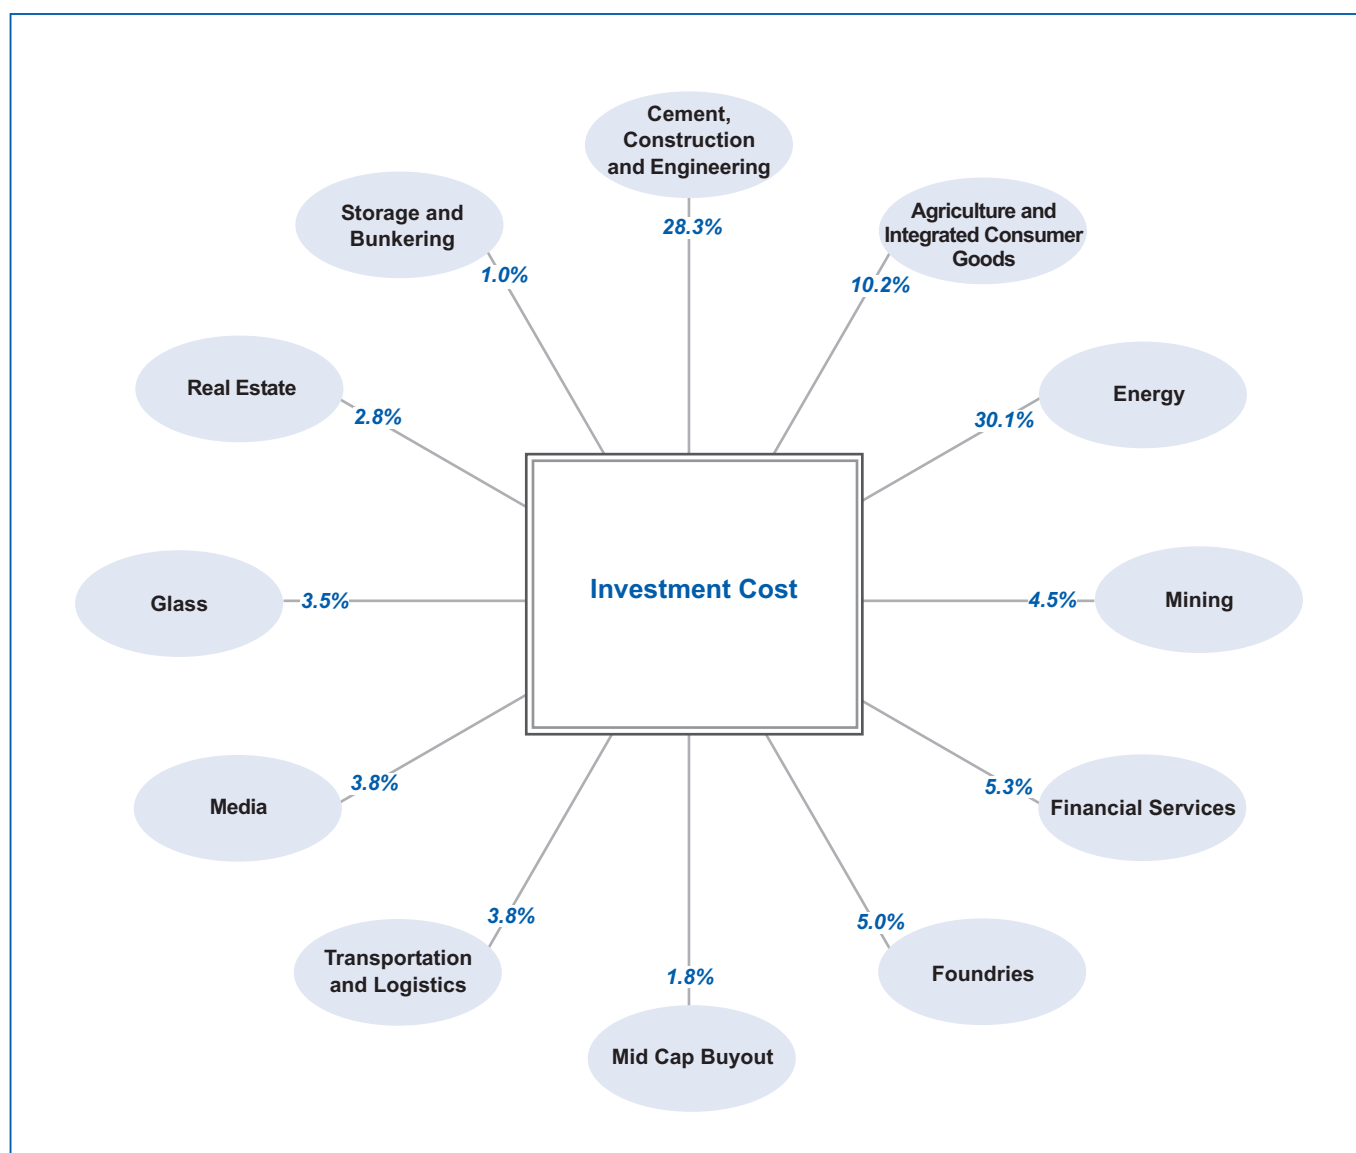 Cement,
Construction
and Engineering
28.3%
Agriculture and
Integrated Consumer
Goods
10.2%
Energy
30.1%
Mining
4.5%
Financial Services
5.3%
Foundries
5.0%
Mid Cap Buyout
1.8%
Transportation
and Logistics
3.8%
Media
3.8%
Glass
3.5%
Real Estate
2.8%
Storage and
Bunkering
1.0%
Investment Cost